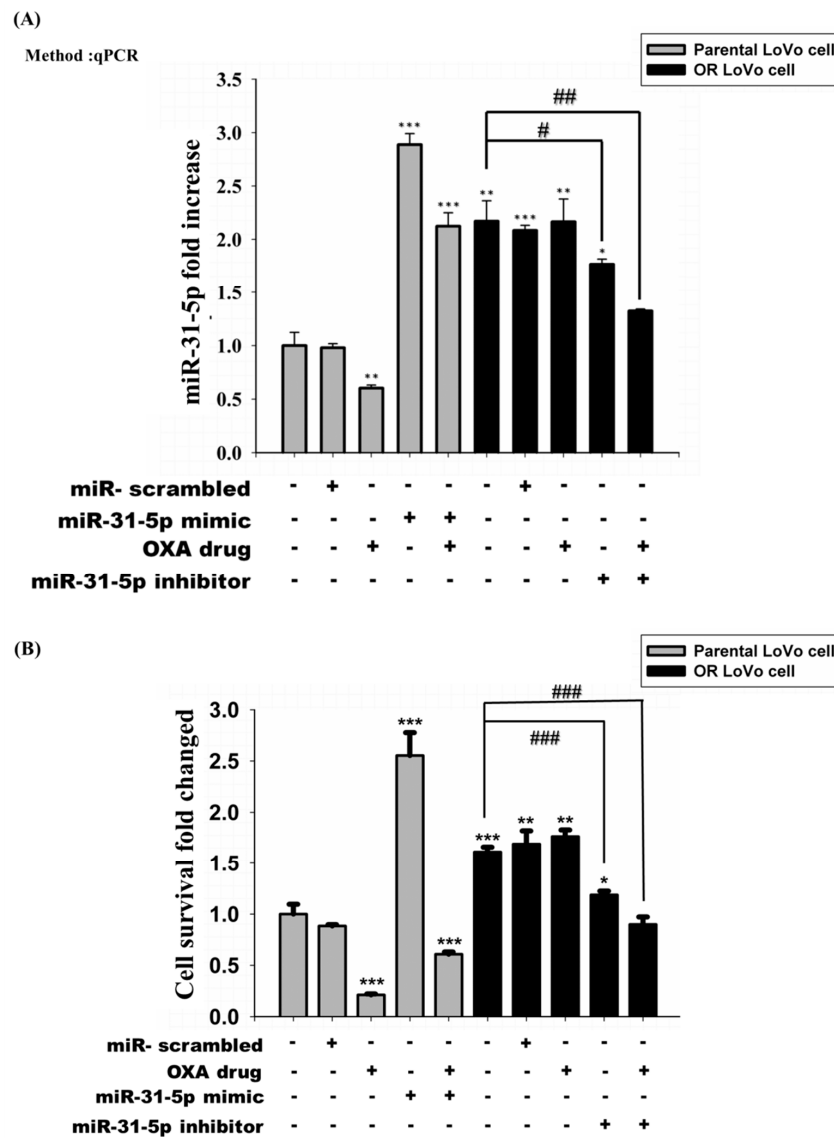 (A)
Method :qPCR
Parental LoVo cell
OR LoVo cell
miR-31-5p fold increase
3.5
3.0
2.5
2.0
1.5
1.0
0.5
0.0
** *** *** ** *** ** *
# ##
miR- scrambled - + - - - - + - - -
miR-31-5p mimic - - - + + - - - - -
OXA drug - - + - + - - + - +
miR-31-5p inhibitor - - - - - - - - + +
(B)
Parental LoVo cell
OR LoVo cell
Cell survival fold changed
3.0
2.5
2.0
1.5
1.0
0.5
0.0
*** *** *** *** ** ** *
### ###
miR- scrambled - + - - - - + - - -
OXA drug - - + - + - - + - +
miR-31-5p mimic - - - + + - - - - -
miR-31-5p inhibitor - - - - - - - - + +